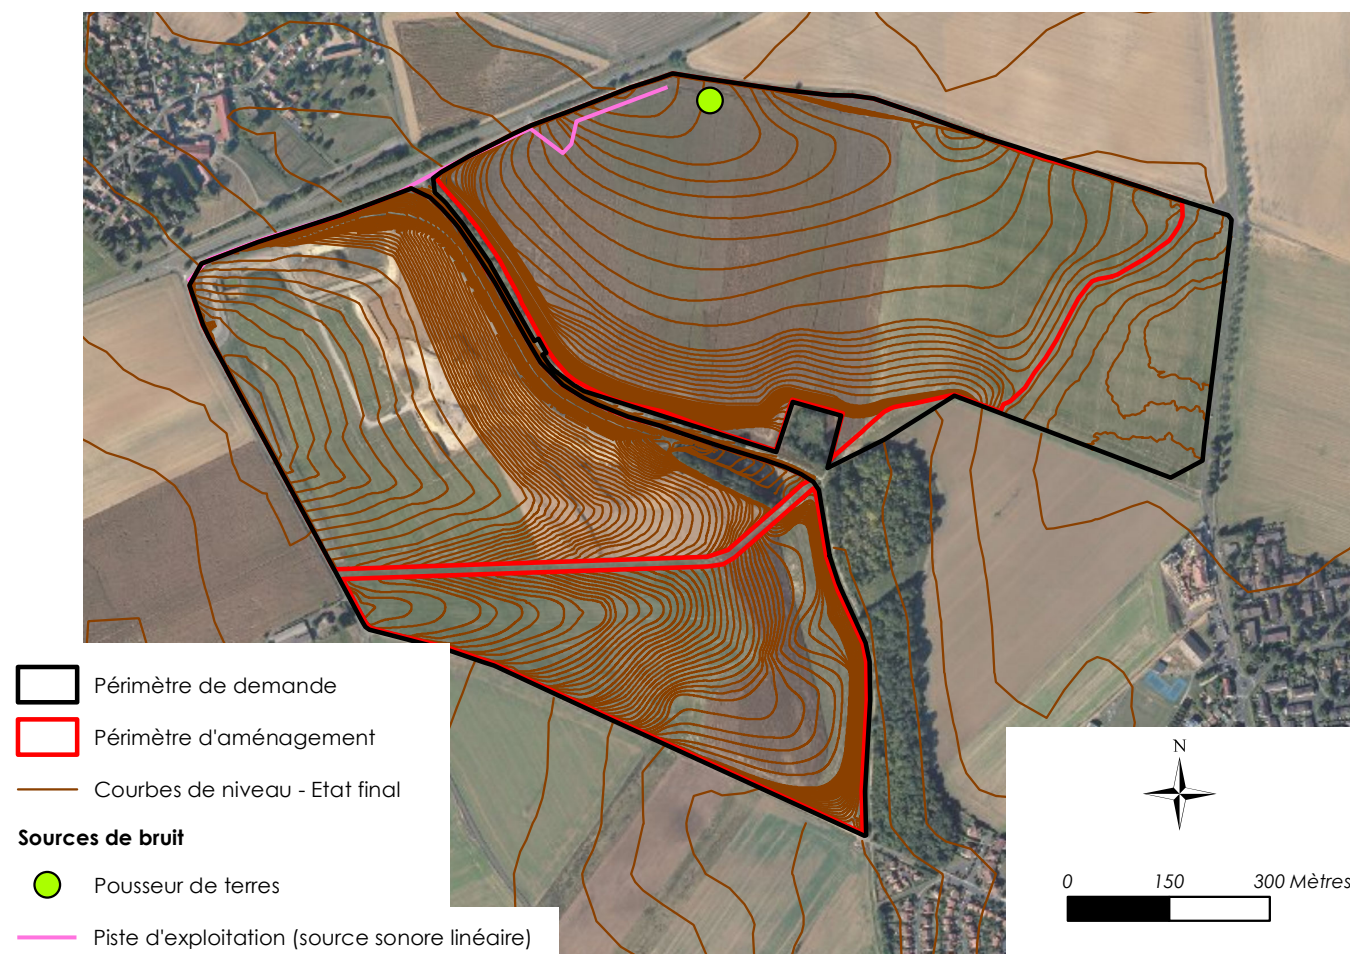 Périmètre de demande
Périmètre d'aménagement
Courbes de niveau - Etat final
Sources de bruit
Pousseur de terres
Piste d'exploitation (source sonore linéaire)
N
0 150 300 Mètres